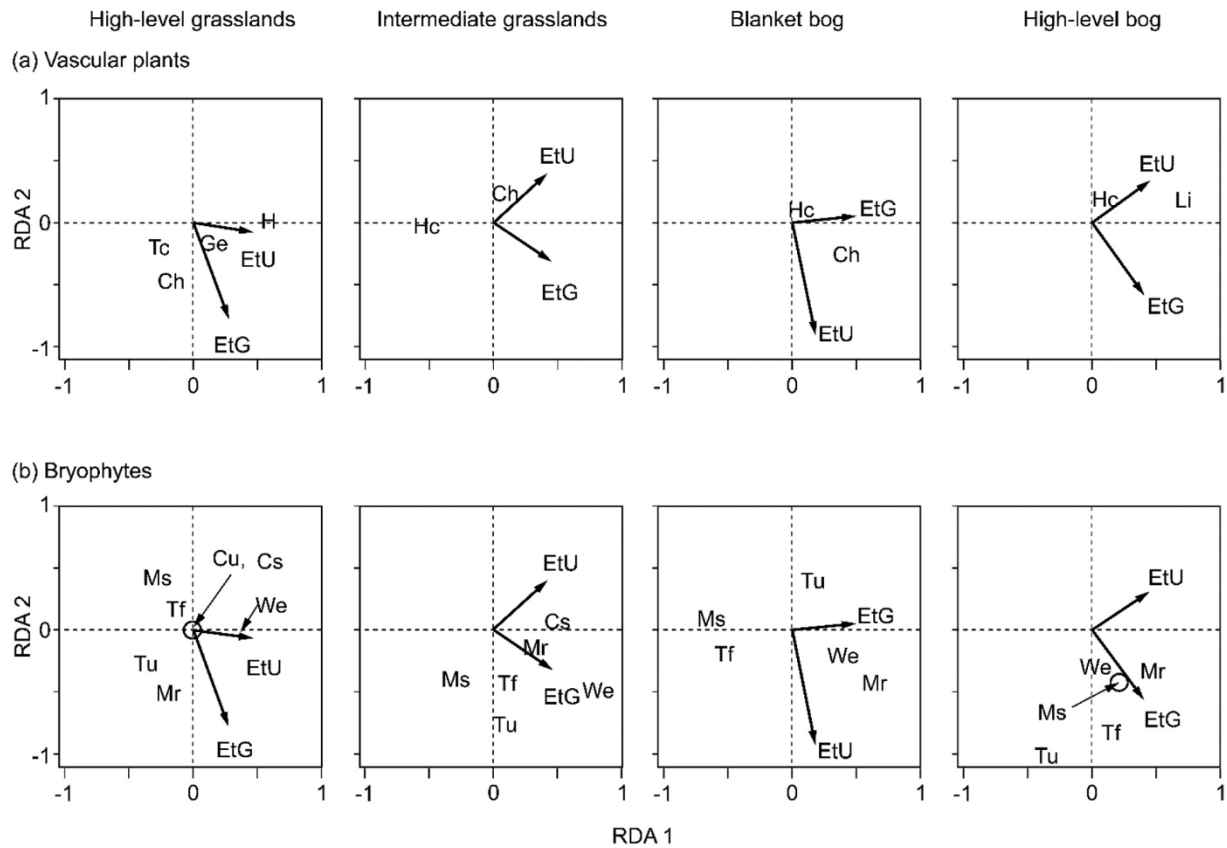 High-level grasslands Intermediate grasslands Blanket bog High-level bog
(a) Vascular plants
1
0
-1
RDA 2
H
Tc
Ge
EtU
Ch
EtG
-1 0 1
EtU
Ch
Hc
EtG
-1 0 1
Hc
EtG
Ch
EtU
-1 0 1
EtU
Hc
Li
EtG
-1 0 1
(b) Bryophytes
1
0
-1
RDA 2
Cu, Cs
Ms
Tf
We
Tu
EtU
Mr
EtG
-1 0 1
EtU
Cs
Mr
Ms
Tf
EtG
We
Tu
-1 0 1
Tu
Ms
EtG
Tf
We
Mr
EtU
-1 0 1
EtU
We
Mr
Ms
EtG
Tf
Tu
-1 0 1
RDA 1